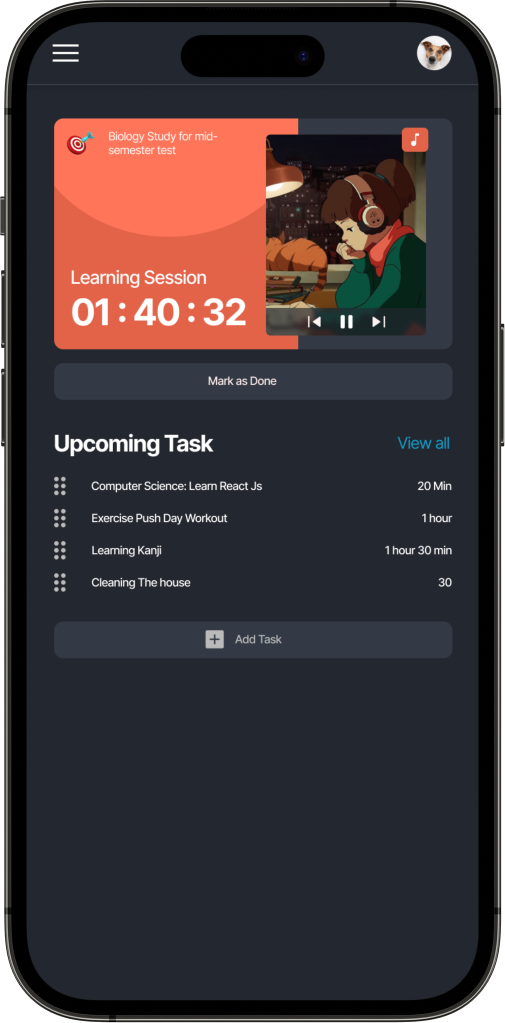 Biology Study for mid-
semester test
Learning Session
01 : 40 : 32
Mark as Done
Upcoming Task
View all
Computer Science: Learn React Js
20 Min
Exercise Push Day Workout
1 hour
Learning Kanji
1 hour 30 min
Cleaning The house
30
Add Task